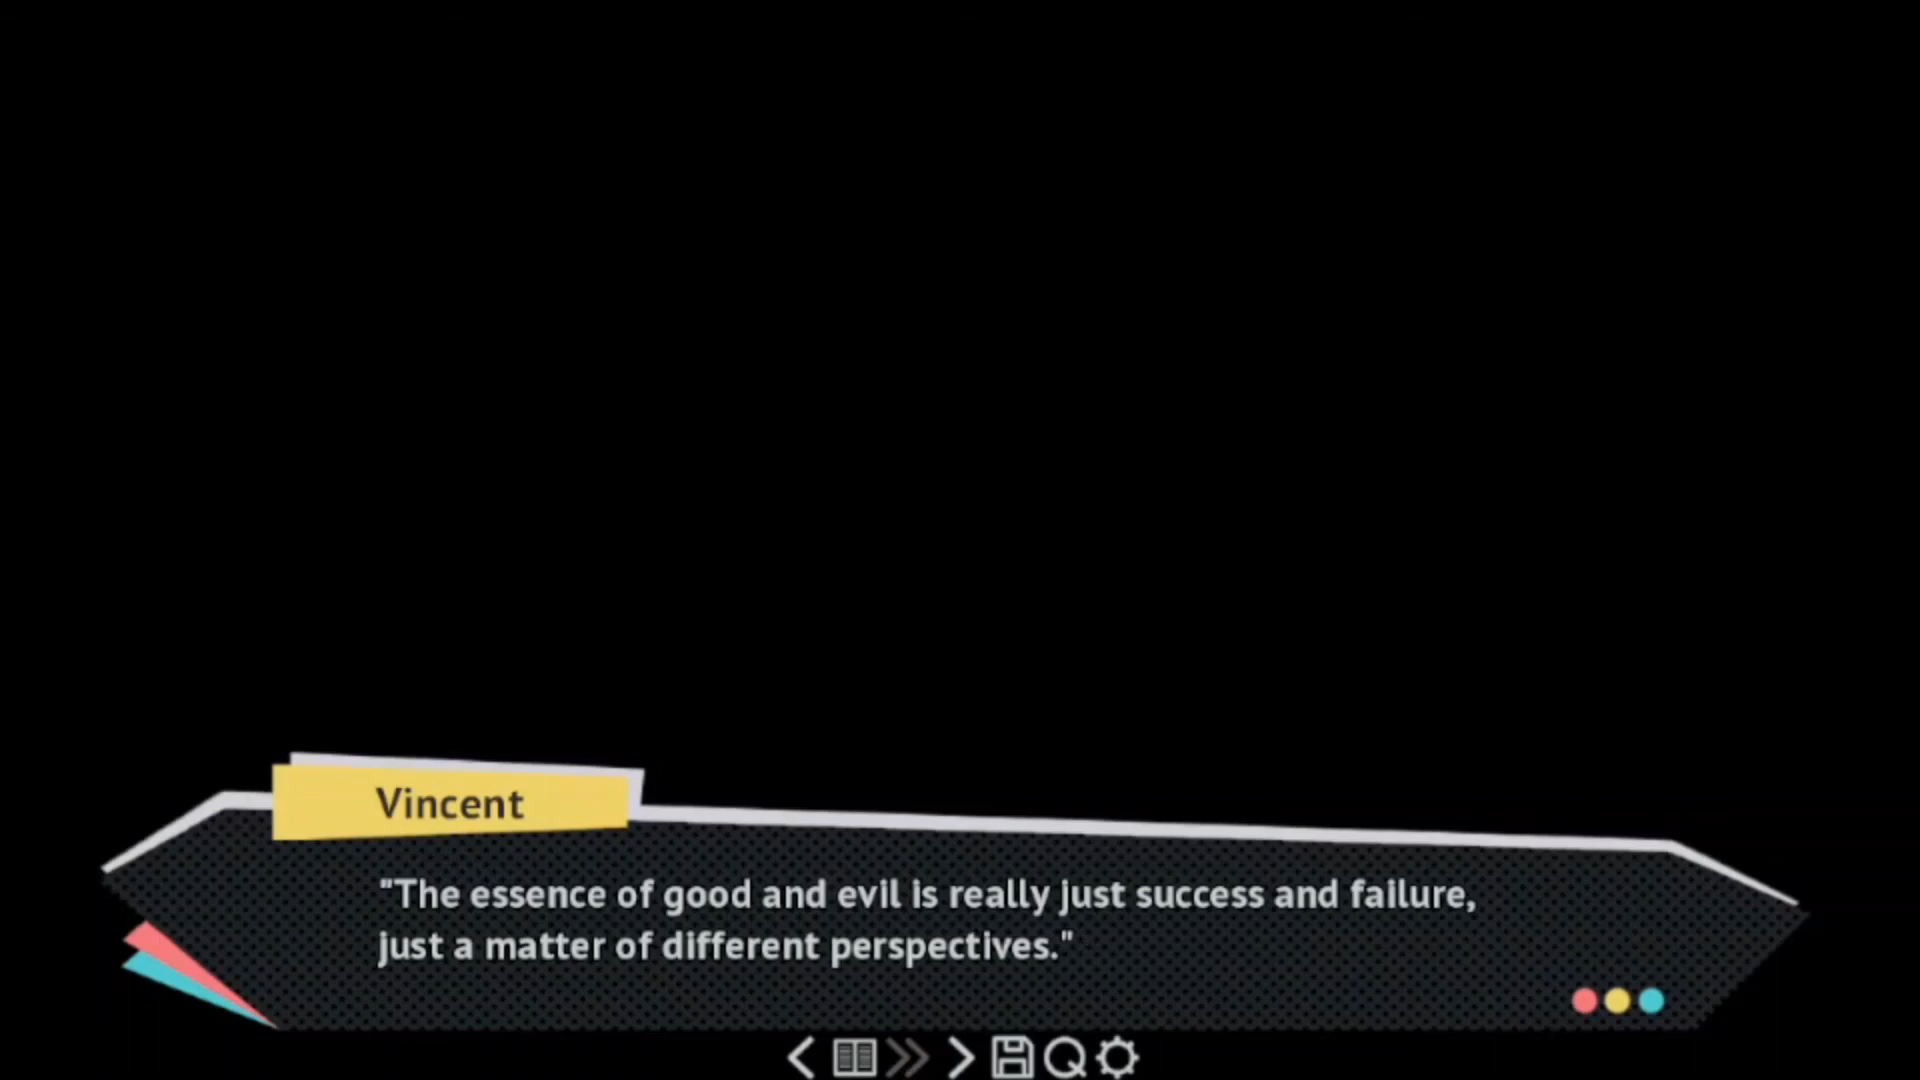 Vincent
"The essence of good and evil is really just success and failure,
just a matter of different perspectives."